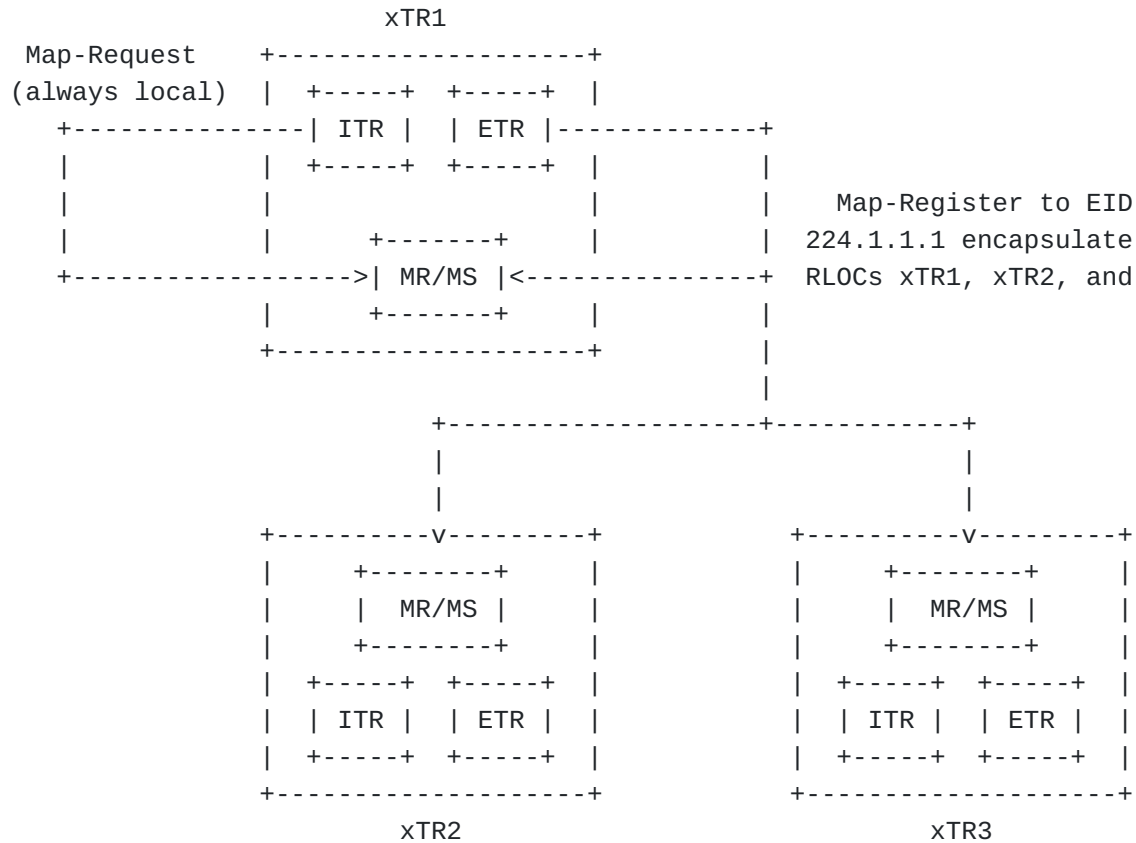 xTR1
Map-Request
(always local)
ITR ETR
Map-Register to EID
224.1.1.1 encapsulate
MR/MS RLOCs xTR1, xTR2, and
MR/MS MR/MS
ITR ETR ITR ETR
xTR2 xTR3